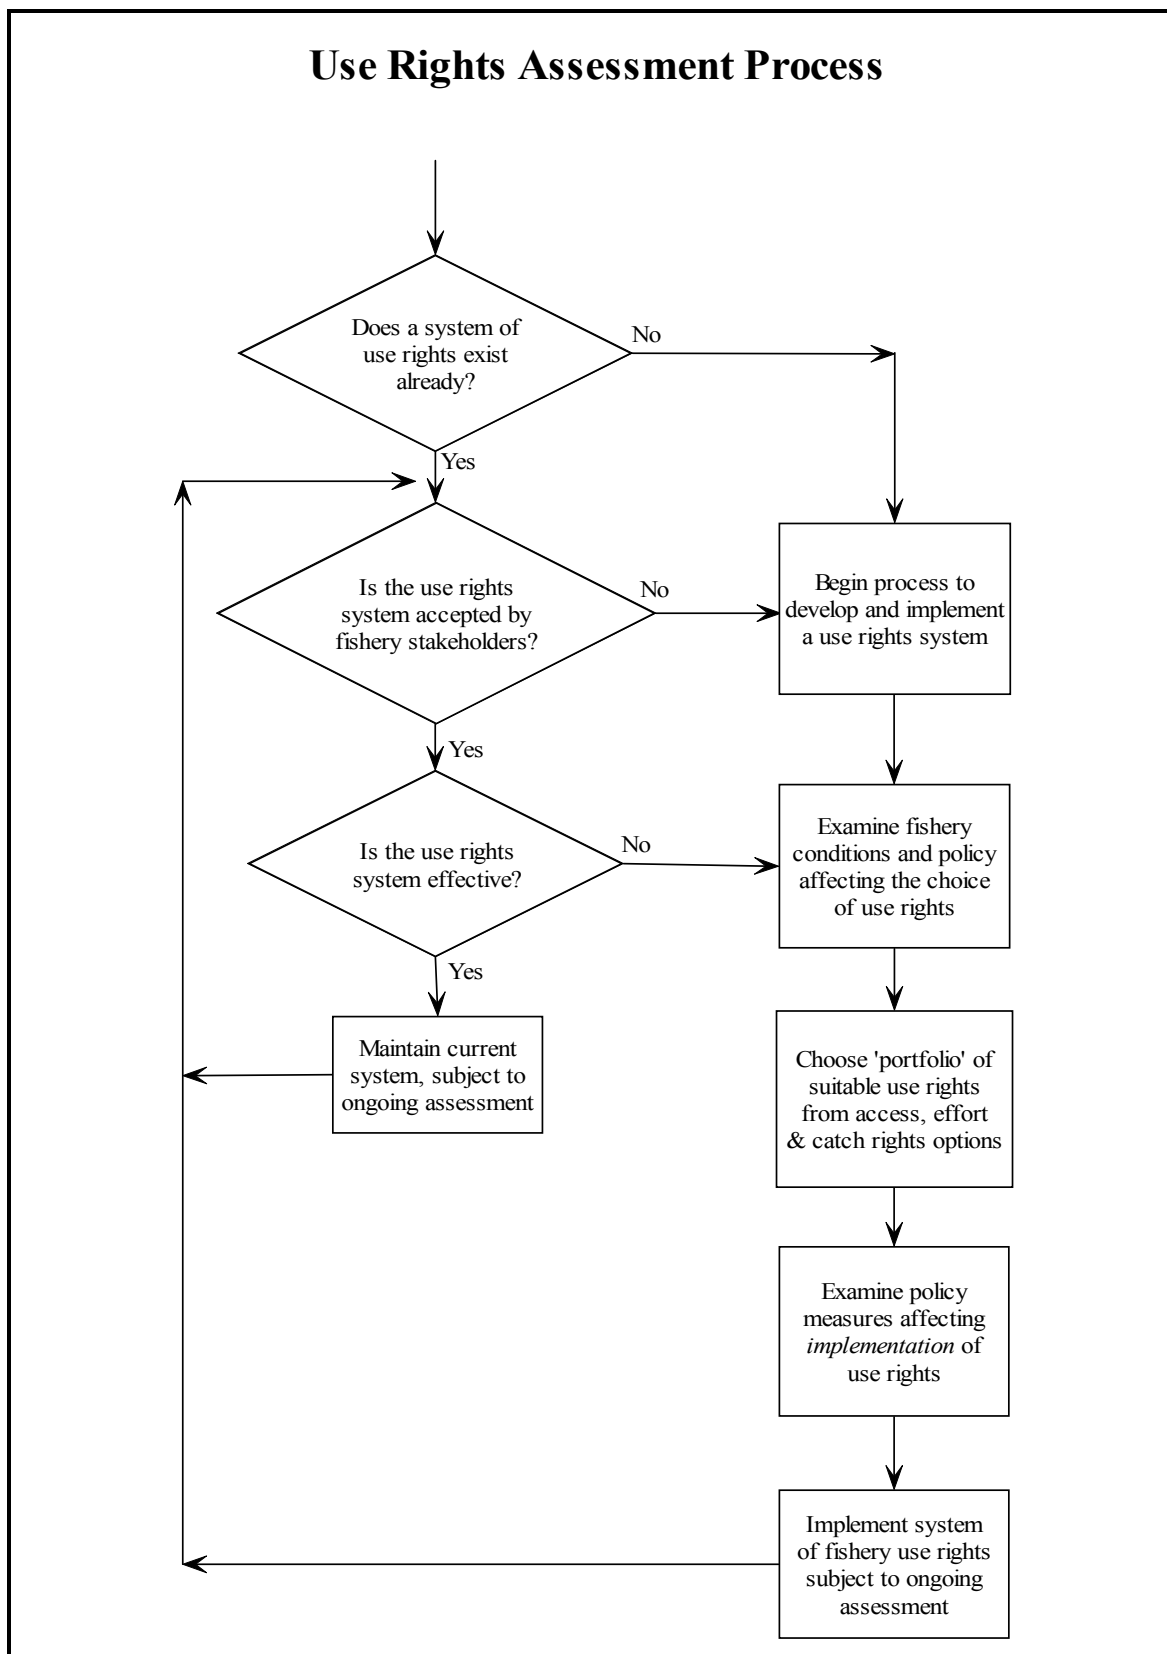 Use Rights Assessment Process
Does a system of
use rights exist
already?
No
Yes
Is the use rights
system accepted by
fishery stakeholders?
No
Begin process to
develop and implement
a use rights system
Yes
Is the use rights
system effective?
No
Examine fishery
conditions and policy
affecting the choice
of use rights
Yes
Maintain current
system, subject to
ongoing assessment
Choose 'portfolio' of
suitable use rights
from access, effort
& catch rights options
Examine policy
measures affecting
implementation of
use rights
Implement system
of fishery use rights
subject to ongoing
assessment